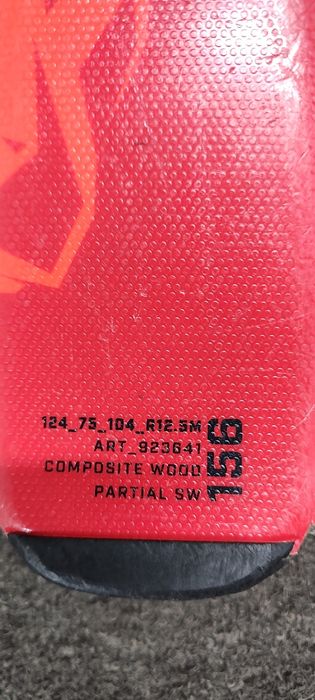 124_75_104_R12.5M
ART_923641
COMPOSITE WOOD
PARTIAL SW
156